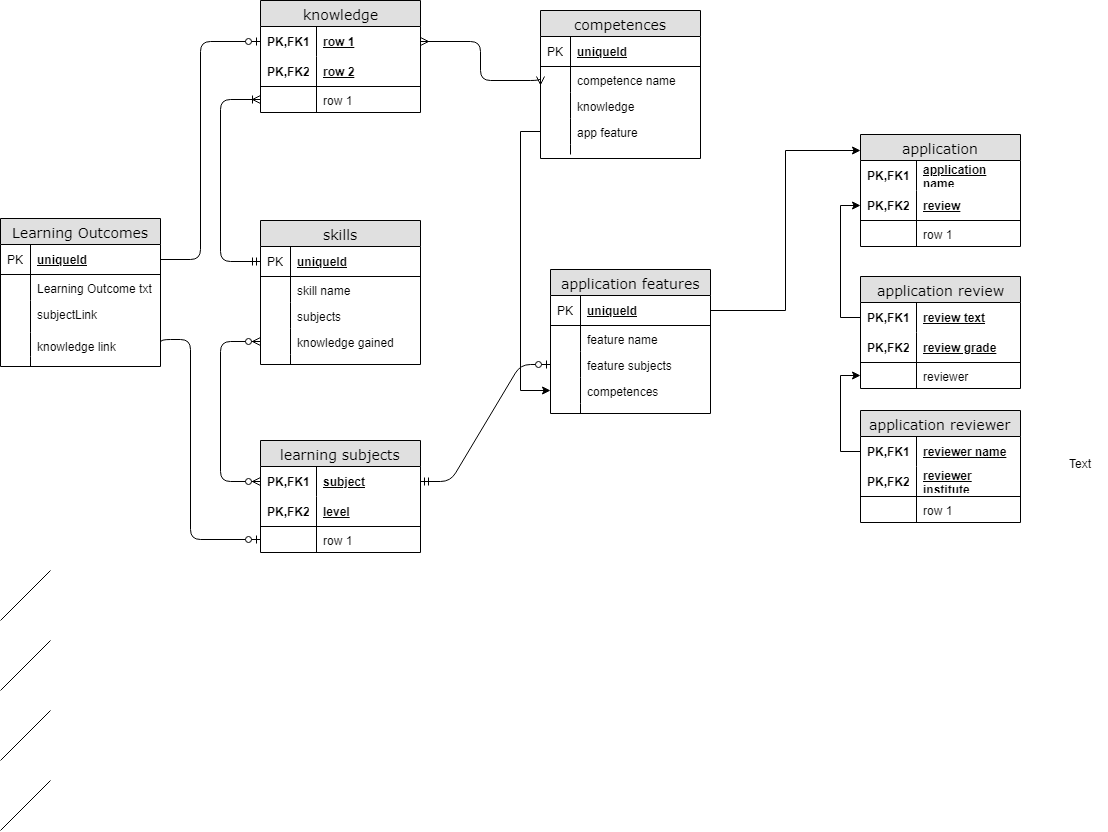 knowledge
PK,FK1 row 1
PK,FK2 row 2
row 1
competences
PK uniqueId
competence name
knowledge
app feature
application
PK,FK1 application
name
PK,FK2 review
row 1
Learning Outcomes
PK uniqueId
Learning Outcome txt
subjectLink
knowledge link
skills
PK uniqueId
skill name
subjects
knowledge gained
application features
PK uniqueId
feature name
feature subjects
competences
application review
PK,FK1 review text
PK,FK2 review grade
reviewer
learning subjects
PK,FK1 subject
PK,FK2 level
row 1
application reviewer
PK,FK1 reviewer name
PK,FK2 reviewer
institute
row 1
Text